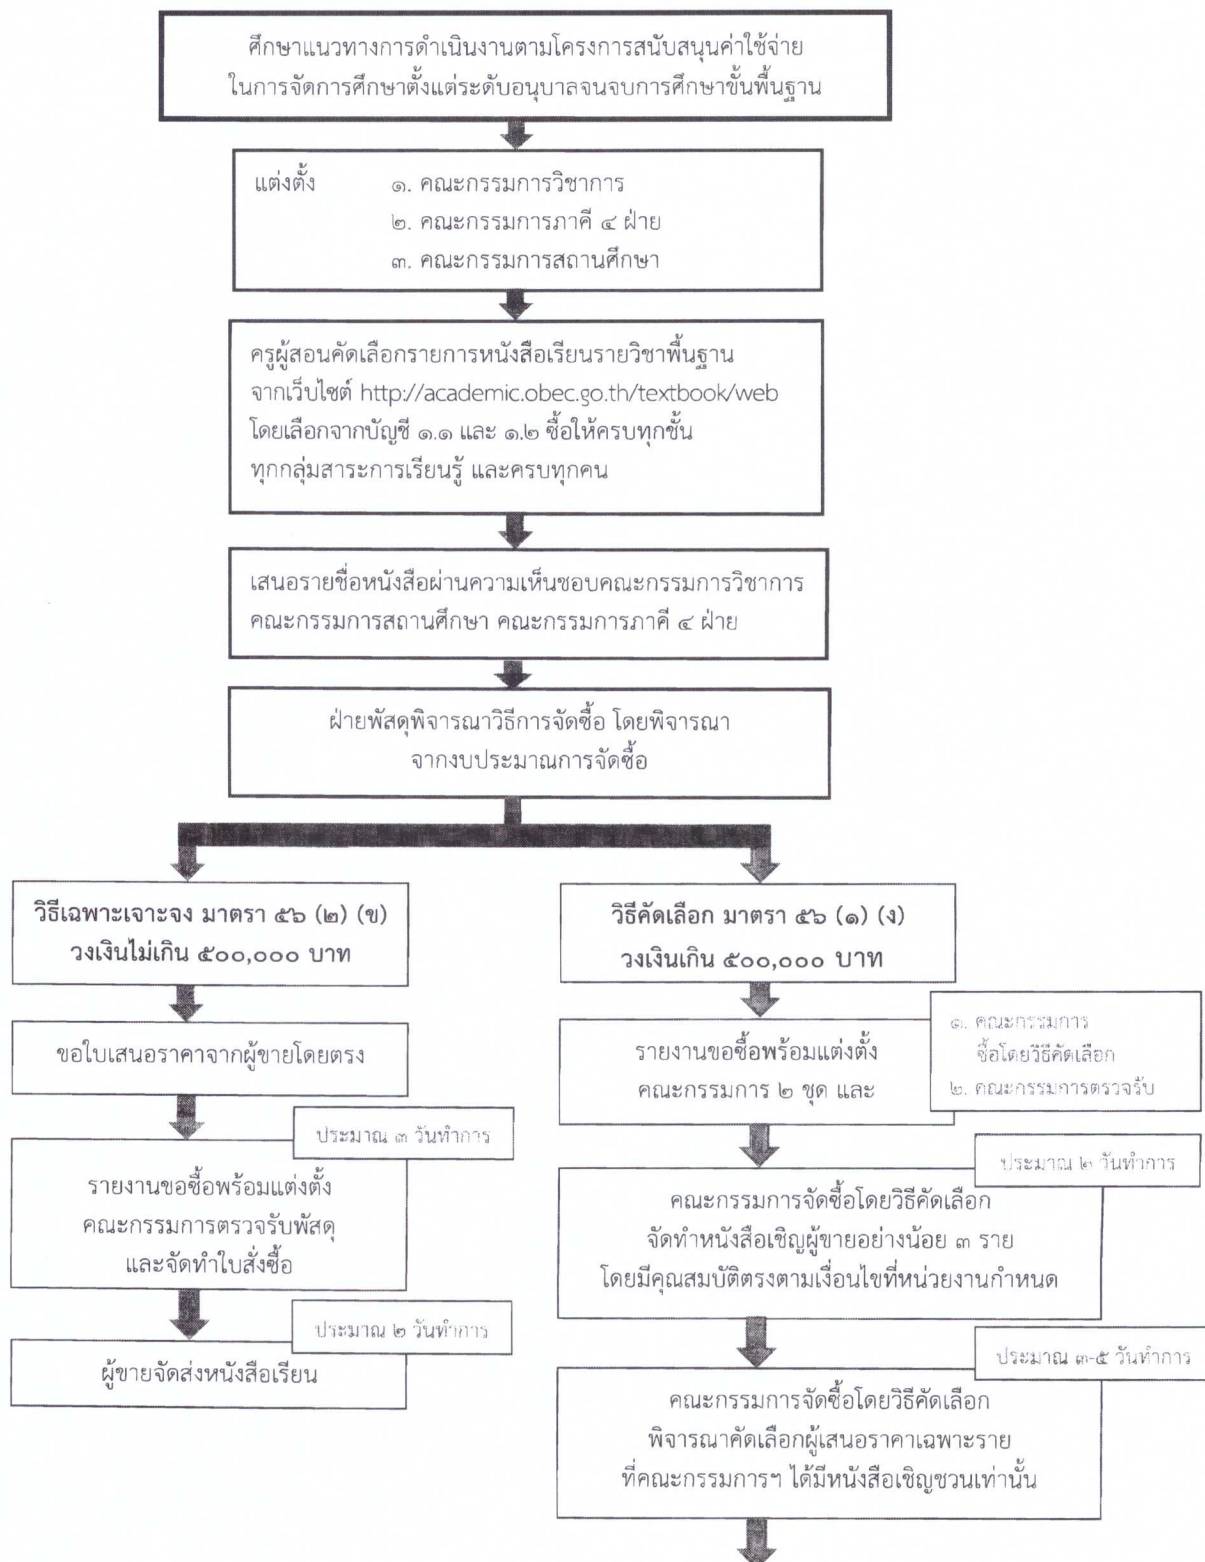 ศึกษาแนวทางการดำเนินงานตามโครงการสนับสนุนค่าใช้จ่าย
ในการจัดการศึกษาตั้งแต่ระดับอนุบาลจนจบการศึกษาขั้นพื้นฐาน
แต่งตั้ง ๑. คณะกรรมการวิชาการ
๒. คณะกรรมการภาคี ๔ ฝ่าย
๓. คณะกรรมการสถานศึกษา
ครูผู้สอนคัดเลือกรายการหนังสือเรียนรายวิชาพื้นฐาน
จากเว็บไซต์ http://academic.obec.go.th/textbook/web
โดยเลือกจากบัญชี ๑.๑ และ ๑.๒ ซื้อให้ครบทุกชั้น
ทุกกลุ่มสาระการเรียนรู้ และครบทุกคน
เสนอรายชื่อหนังสือผ่านความเห็นชอบคณะกรรมการวิชาการ
คณะกรรมการสถานศึกษา คณะกรรมการภาคี ๔ ฝ่าย
ฝ่ายพัสดุพิจารณาวิธีการจัดซื้อ โดยพิจารณา
จากงบประมาณการจัดซื้อ
วิธีเฉพาะเจาะจง มาตรา ๕๖ (๒) (ข)
วงเงินไม่เกิน ๕๐๐,๐๐๐ บาท
ขอใบเสนอราคาจากผู้ขายโดยตรง
ประมาณ ๓ วันทำการ
รายงานขอซื้อพร้อมแต่งตั้ง
คณะกรรมการตรวจรับพัสดุ
และจัดทำใบสั่งซื้อ
ประมาณ ๒ วันทำการ
ผู้ขายจัดส่งหนังสือเรียน
วิธีคัดเลือก มาตรา ๕๖ (๑) (ง)
วงเงินเกิน ๕๐๐,๐๐๐ บาท
รายงานขอซื้อพร้อมแต่งตั้ง
คณะกรรมการ ๒ ชุด และ
๑. คณะกรรมการ
ซื้อโดยวิธีคัดเลือก
๒. คณะกรรมการตรวจรับ
ประมาณ ๒ วันทำการ
คณะกรรมการจัดซื้อโดยวิธีคัดเลือก
จัดทำหนังสือเชิญผู้ขายอย่างน้อย ๓ ราย
โดยมีคุณสมบัติตรงตามเงื่อนไขที่หน่วยงานกำหนด
ประมาณ ๓-๕ วันทำการ
คณะกรรมการจัดซื้อโดยวิธีคัดเลือก
พิจารณาคัดเลือกผู้เสนอราคาเฉพาะราย
ที่คณะกรรมการฯ ได้มีหนังสือเชิญชวนเท่านั้น